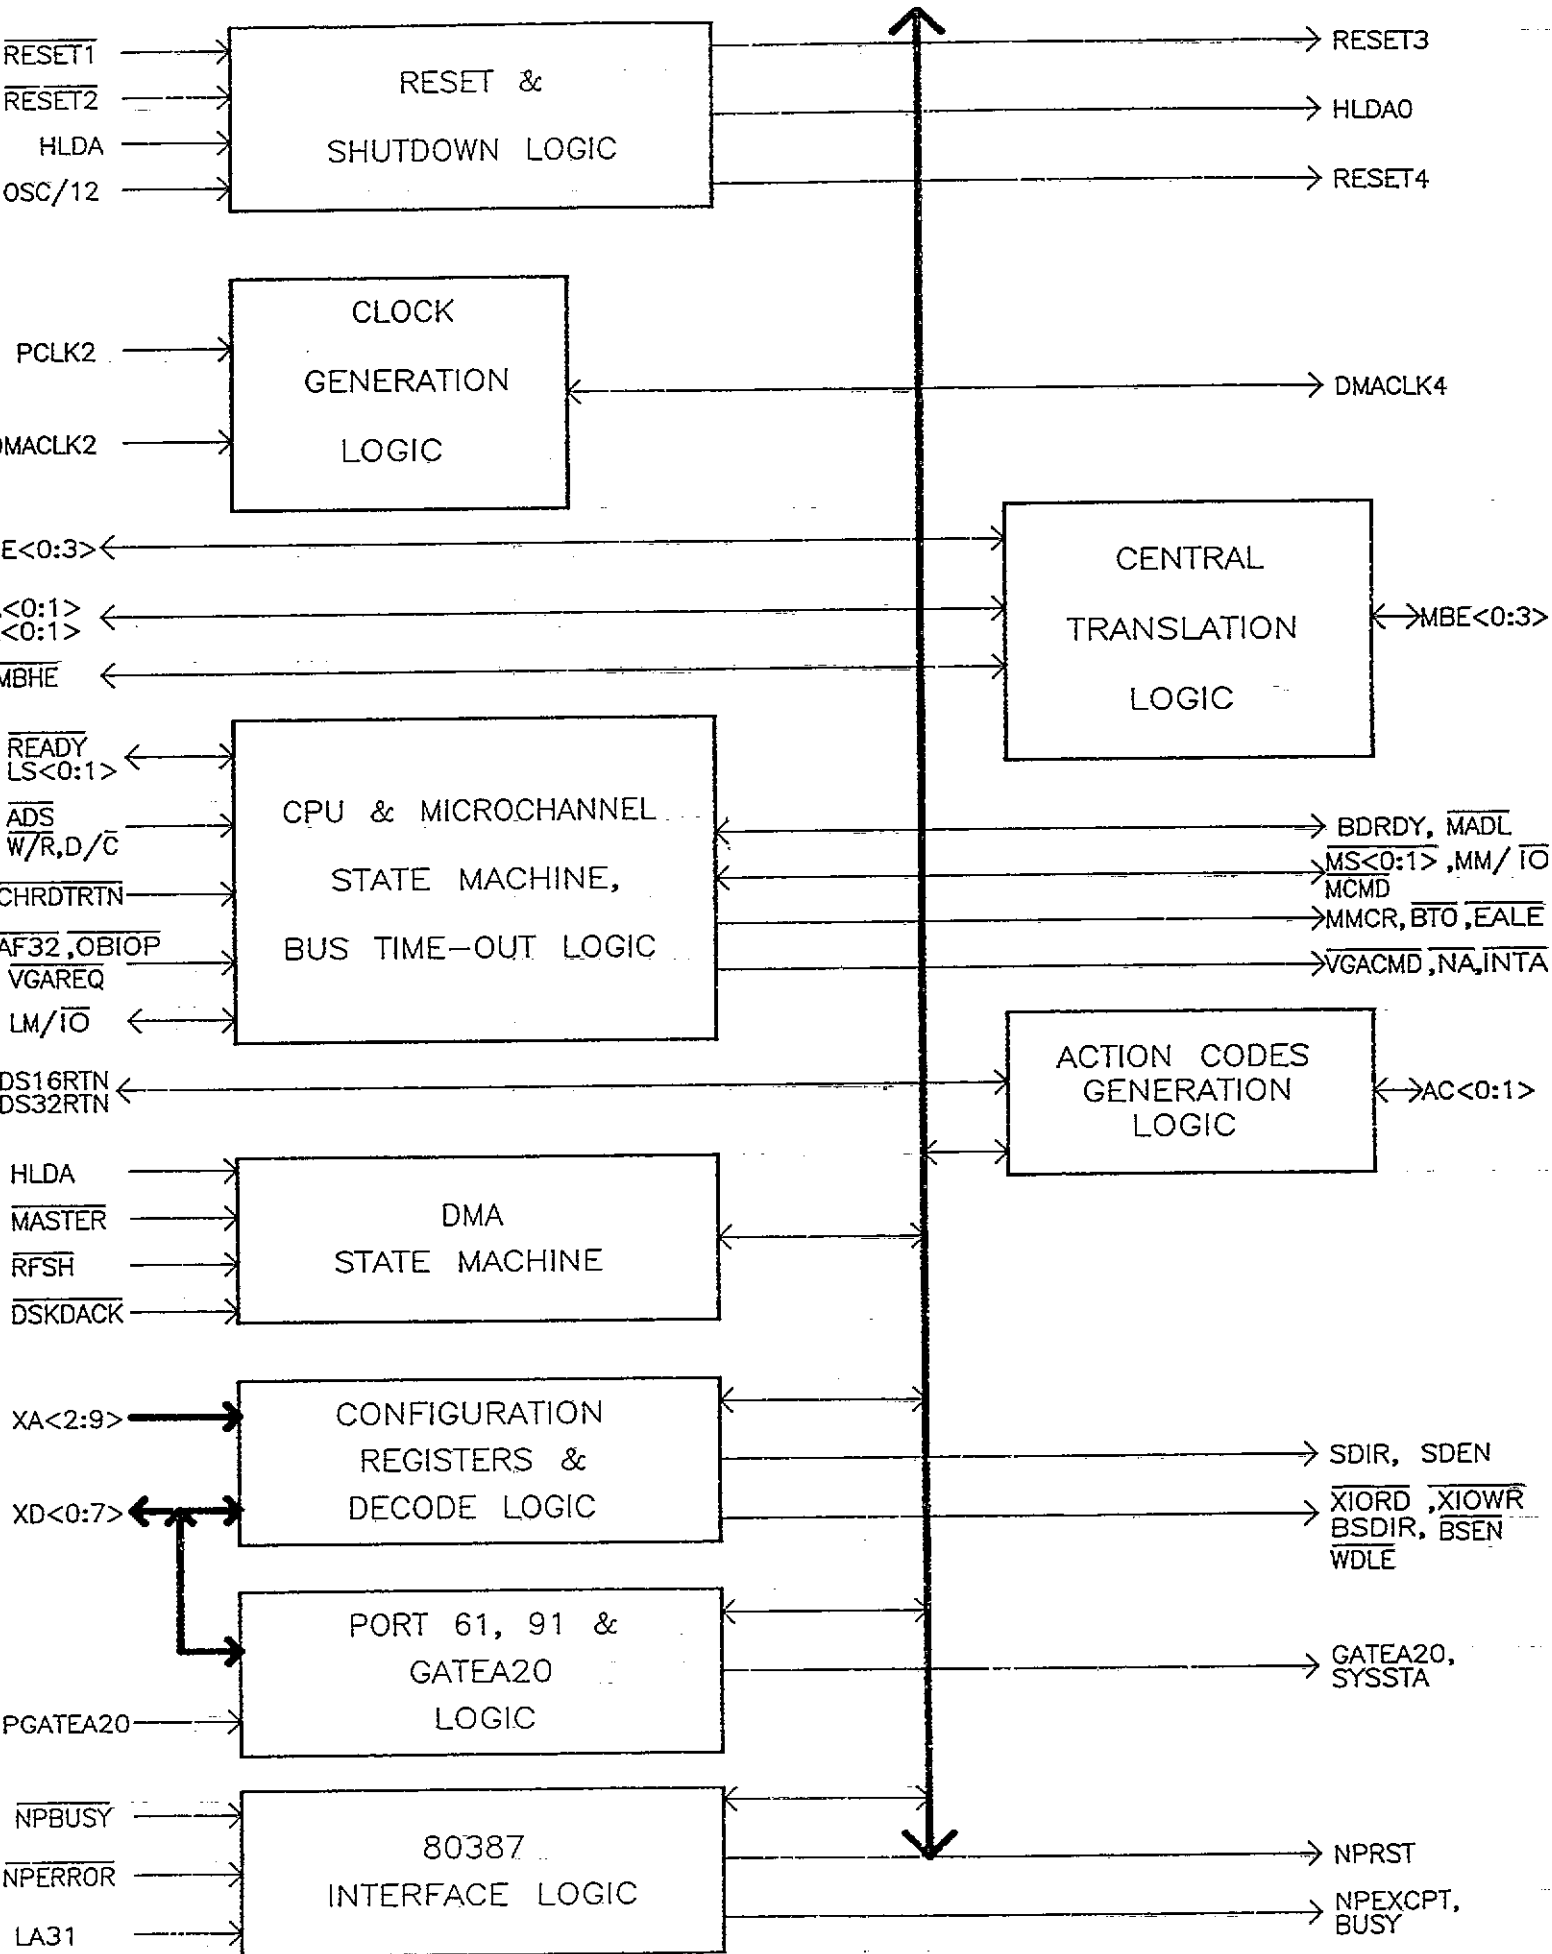 RESET1
RESET2
HLDA
OSC/12
RESET &
SHUTDOWN LOGIC
RESET3
HLDA0
RESET4
PCLK2
DMACLK2
CLOCK
GENERATION
LOGIC
DMACLK4
E<0:3>
<0:1>
<0:1>
MBHE
CENTRAL
TRANSLATION
LOGIC
MBE<0:3>
READY
LS<0:1>
ADS
W/R,D/C
CHRDTRTN
AF32,OBIOP
VGAREQ
LM/IO
CPU & MICROCHANNEL
STATE MACHINE,
BUS TIME-OUT LOGIC
BDRDY, MADL
MS<0:1>,MM/IO
MCMD
MMCR,BTO,EALE
VGACMD,NA,INTA
DS16RTN
DS32RTN
ACTION CODES
GENERATION
LOGIC
AC<0:1>
HLDA
MASTER
RFSH
DSKDACK
DMA
STATE MACHINE
XA<2:9>
XD<0:7>
CONFIGURATION
REGISTERS &
DECODE LOGIC
SDIR, SDEN
XIORD ,XIOWR
BSDIR, BSEN
WDLE
PGATEA20
PORT 61, 91 &
GATEA20
LOGIC
GATEA20,
SYSSTA
NPBUSY
NPERROR
LA31
80387
INTERFACE LOGIC
NPRST
NPEXCPT,
BUSY